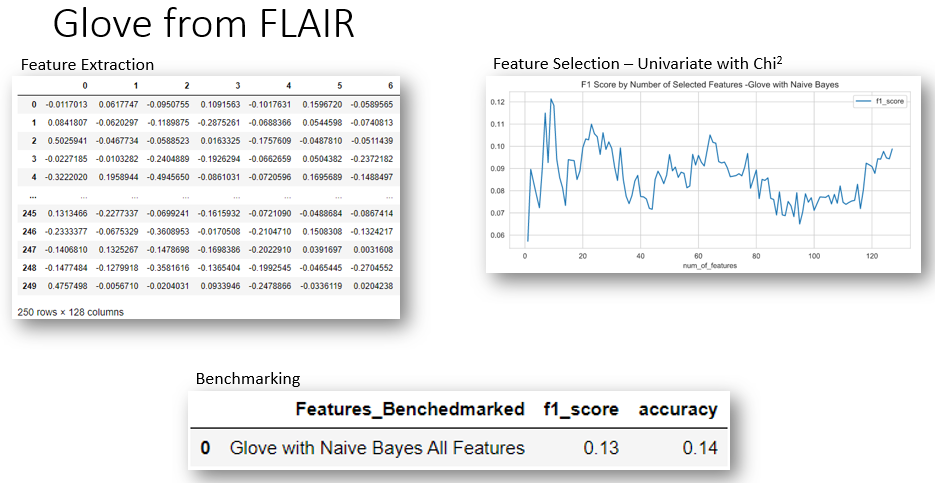 Glove from FLAIR
Feature Extraction
0 1 2 3 4 5 6
0 -0.0117013 0.0617747 -0.0950755 0.1091563 -0.1017631 0.1596720 -0.0589565
1 0.0841807 -0.0620297 -0.1189875 -0.2875261 -0.0688366 0.0544598 -0.0740813
2 0.5025941 -0.0467734 -0.0588523 0.0163325 -0.1757609 -0.0487810 -0.0511439
3 -0.0227185 -0.0103282 -0.2404889 -0.1926294 -0.0662659 0.0504382 -0.2372182
4 -0.3222020 0.1958944 -0.4945650 -0.0861031 -0.0720596 0.1695689 -0.1488497
... ... ... ... ... ... ... ...
245 0.1313466 -0.2277337 -0.0699241 -0.1615932 -0.0721090 -0.0488684 -0.0867414
246 -0.2333377 -0.0675329 -0.3608953 -0.0170508 -0.2104710 0.1508308 -0.1324217
247 -0.1406810 0.1325267 -0.1478698 -0.1698386 -0.2022910 0.0391697 0.0031608
248 -0.1477484 -0.1279918 -0.3581616 -0.1365404 -0.1992545 -0.0465445 -0.2704552
249 0.4757498 -0.0056710 -0.0204031 0.0933946 -0.2478866 -0.0336119 0.0204238
250 rows × 128 columns
Feature Selection – Univariate with Chi²
F1 Score by Number of Selected Features -Glove with Naive Bayes
f1_score
0.12
0.11
0.10
0.09
0.08
0.07
0.06
0 20 40 60 80 100 120
num_of_features
Benchmarking
Features_Benchedmarked f1_score accuracy
0 Glove with Naive Bayes All Features 0.13 0.14